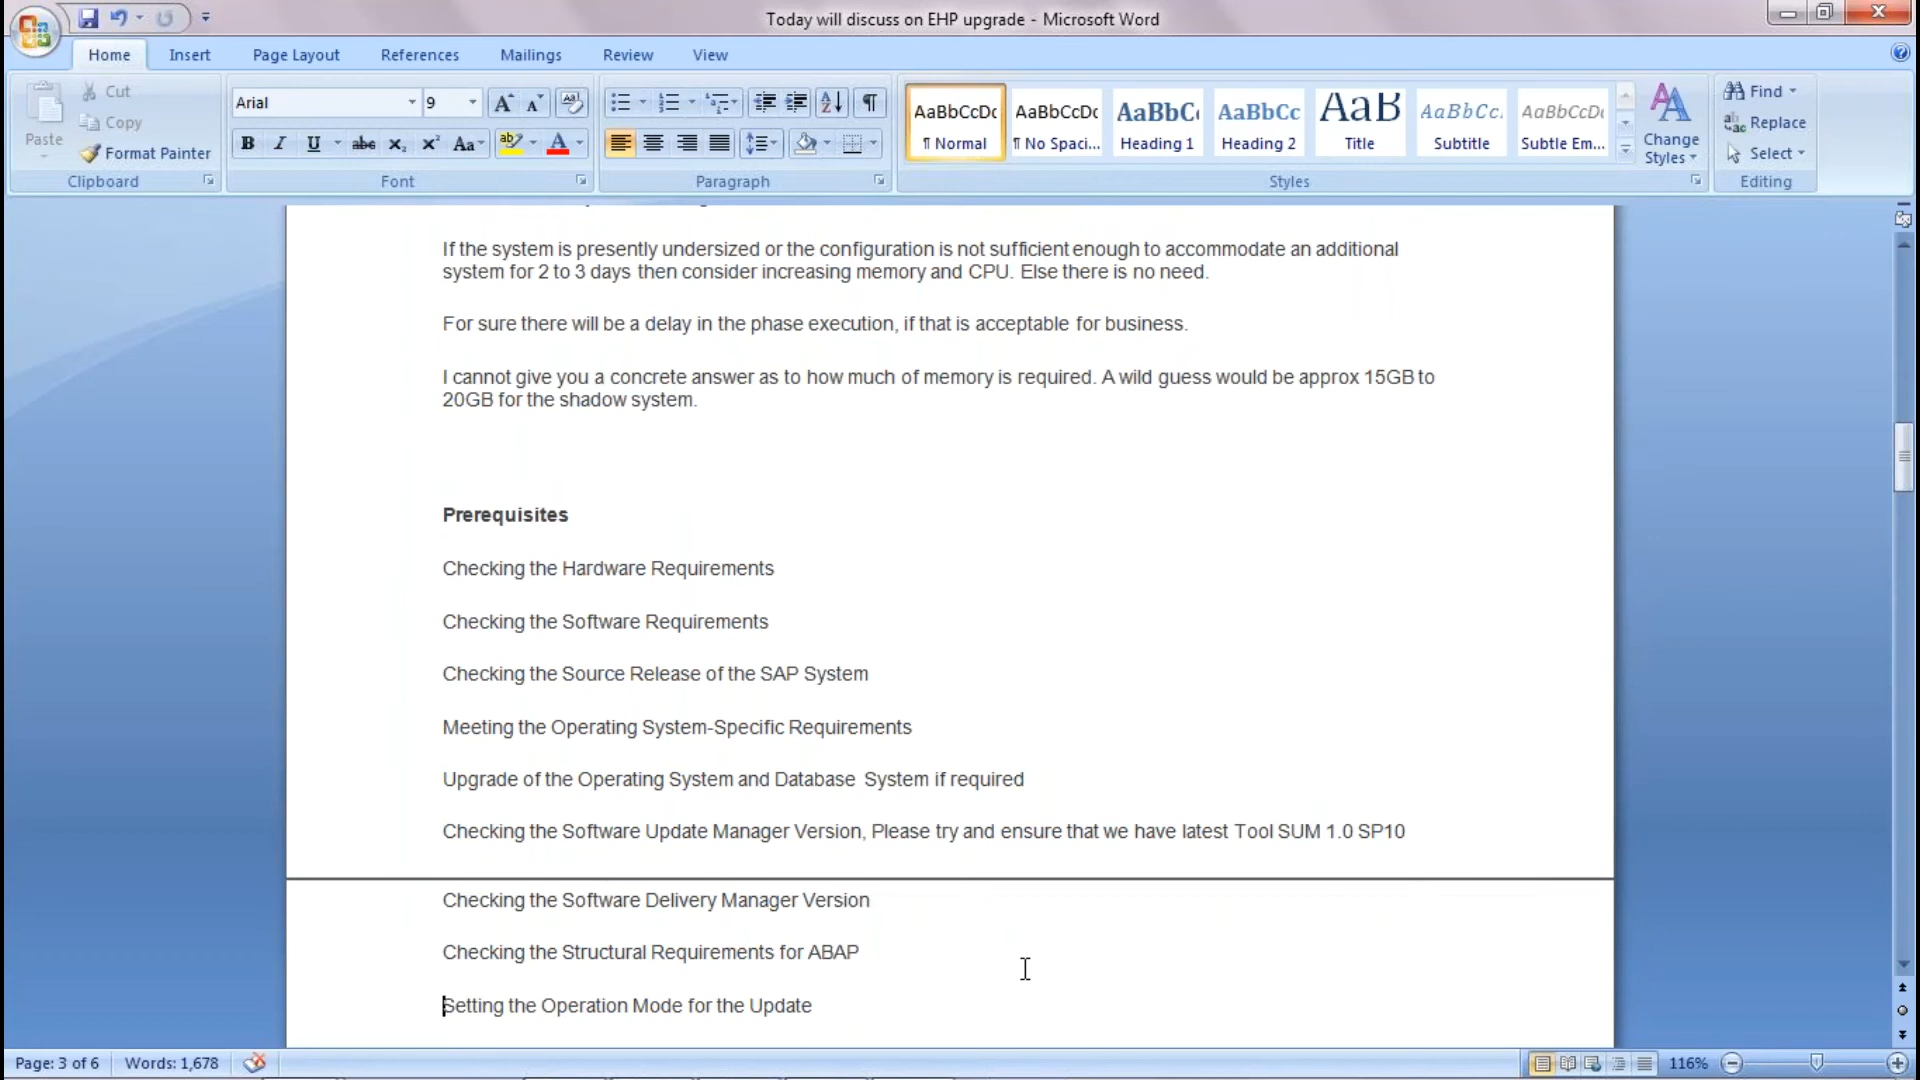 Today will discuss on EHP upgrade - Microsoft Word
Home Insert Page Layout References Mailings Review View
Paste
Cut
Copy
Format Painter
Clipboard
Arial 9
B I U abc X₂ X² Aa
Font
Paragraph
AaBbCcDc AaBbCcDc AaBbC AaBbCc AaB AaBbCc. AaBbCcDc
¶ Normal ¶ No Spaci... Heading 1 Heading 2 Title Subtitle Subtle Em...
Change
Styles
Styles
Find
Replace
Select
Editing
If the system is presently undersized or the configuration is not sufficient enough to accommodate an additional
system for 2 to 3 days then consider increasing memory and CPU. Else there is no need.
For sure there will be a delay in the phase execution, if that is acceptable for business.
I cannot give you a concrete answer as to how much of memory is required. A wild guess would be approx 15GB to
20GB for the shadow system.
Prerequisites
Checking the Hardware Requirements
Checking the Software Requirements
Checking the Source Release of the SAP System
Meeting the Operating System-Specific Requirements
Upgrade of the Operating System and Database System if required
Checking the Software Update Manager Version, Please try and ensure that we have latest Tool SUM 1.0 SP10
Checking the Software Delivery Manager Version
Checking the Structural Requirements for ABAP
Setting the Operation Mode for the Update
Page: 3 of 6 Words: 1,678 116%